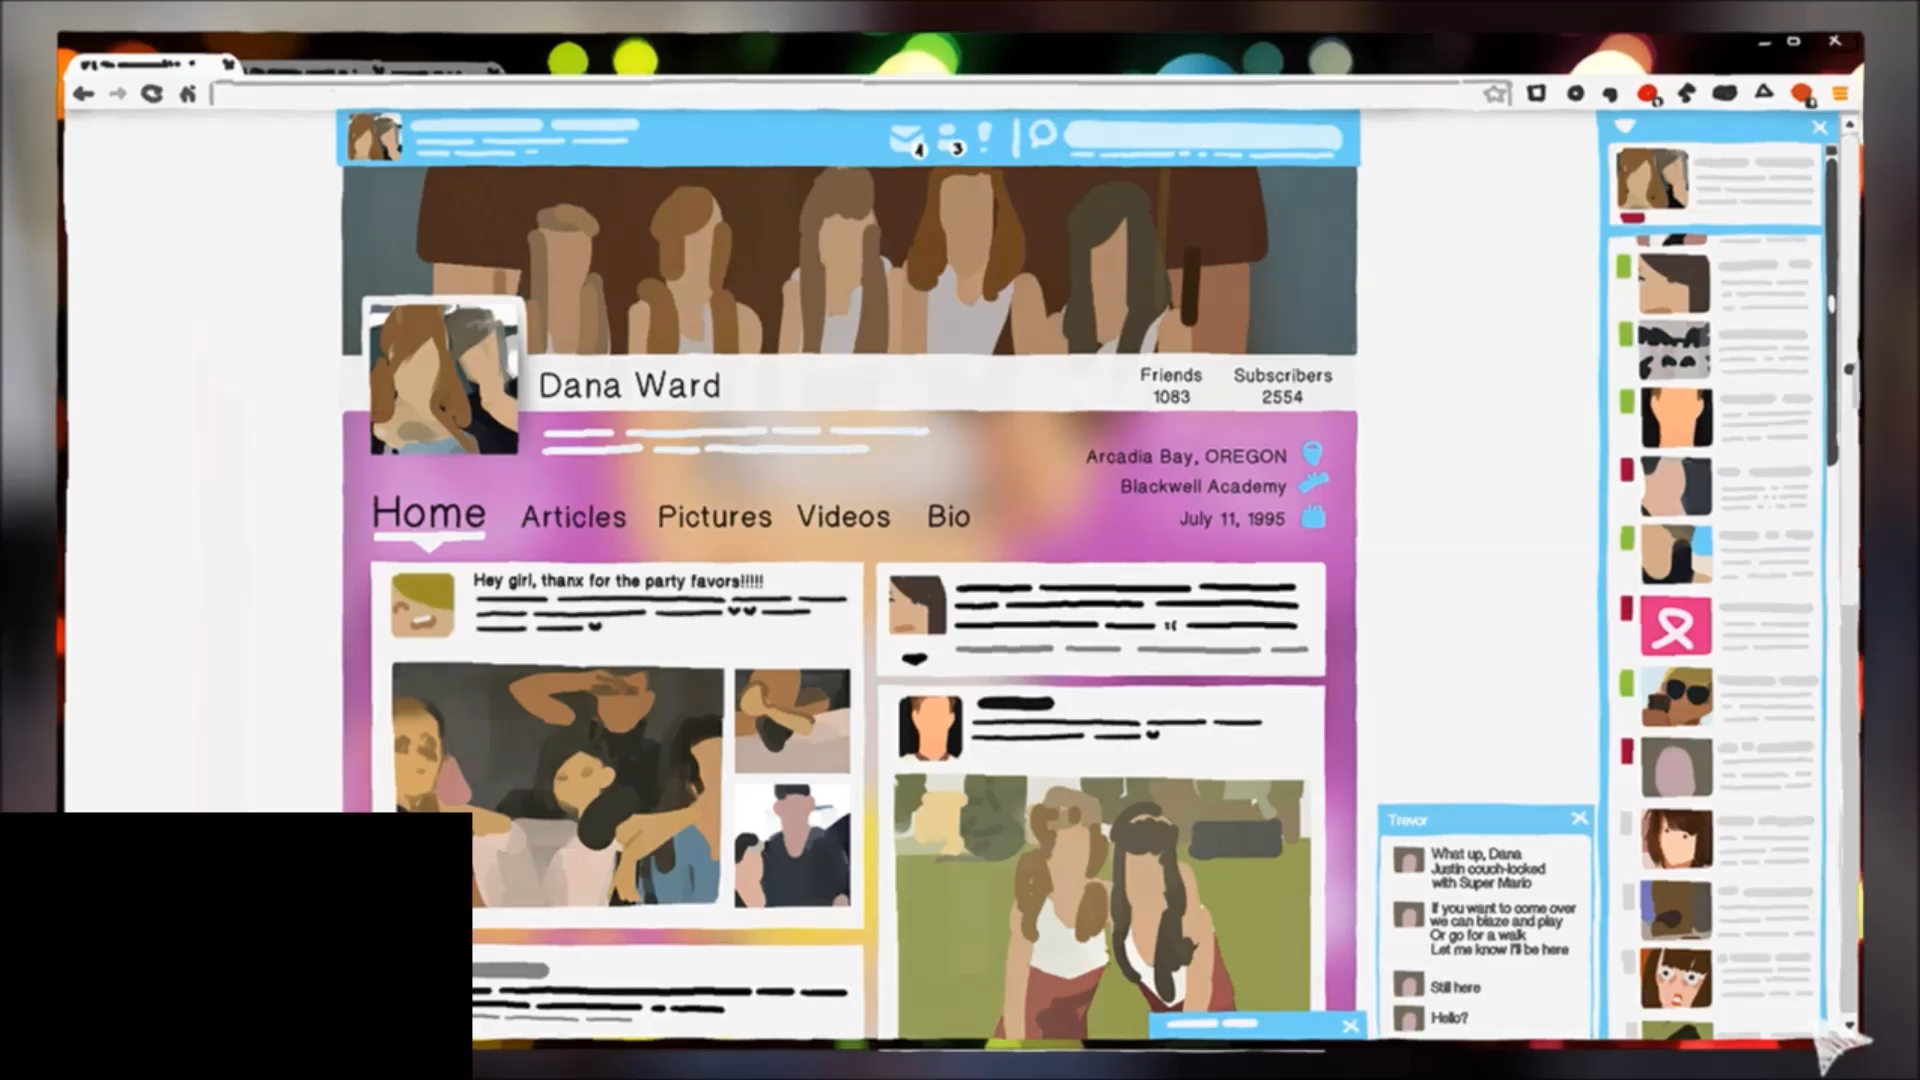 4
3
Dana Ward
Friends
1083
Subscribers
2554
Arcadia Bay, OREGON
Blackwell Academy
July 11, 1995
Home
Articles
Pictures
Videos
Bio
Hey girl, thanx for the party favors!!!!!
:(
Trevor
What up, Dana
Justin couch-locked
with Super Mario
If you want to come over
we can blaze and play
Or go for a walk
Let me know I'll be here
Still here
Hello?